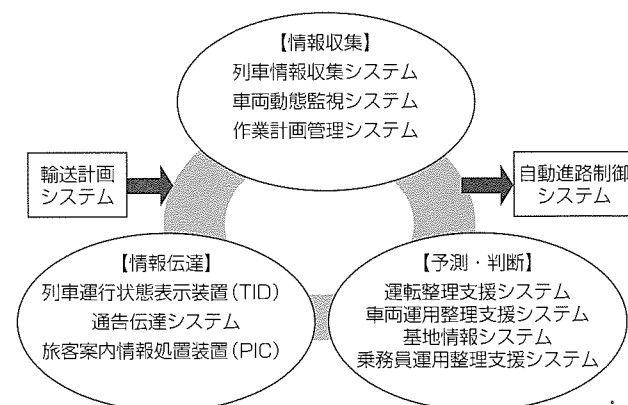 【情報収集】
列車情報収集システム
車両動態監視システム
作業計画管理システム
輸送計画
システム
自動進路制御
システム
【情報伝達】
列車運行状態表示装置(TID)
通告伝達システム
旅客案内情報処置装置(PIC)
【予測・判断】
運転整理支援システム
車両運用整理支援システム
基地情報システム
乗務員運用整理支援システム